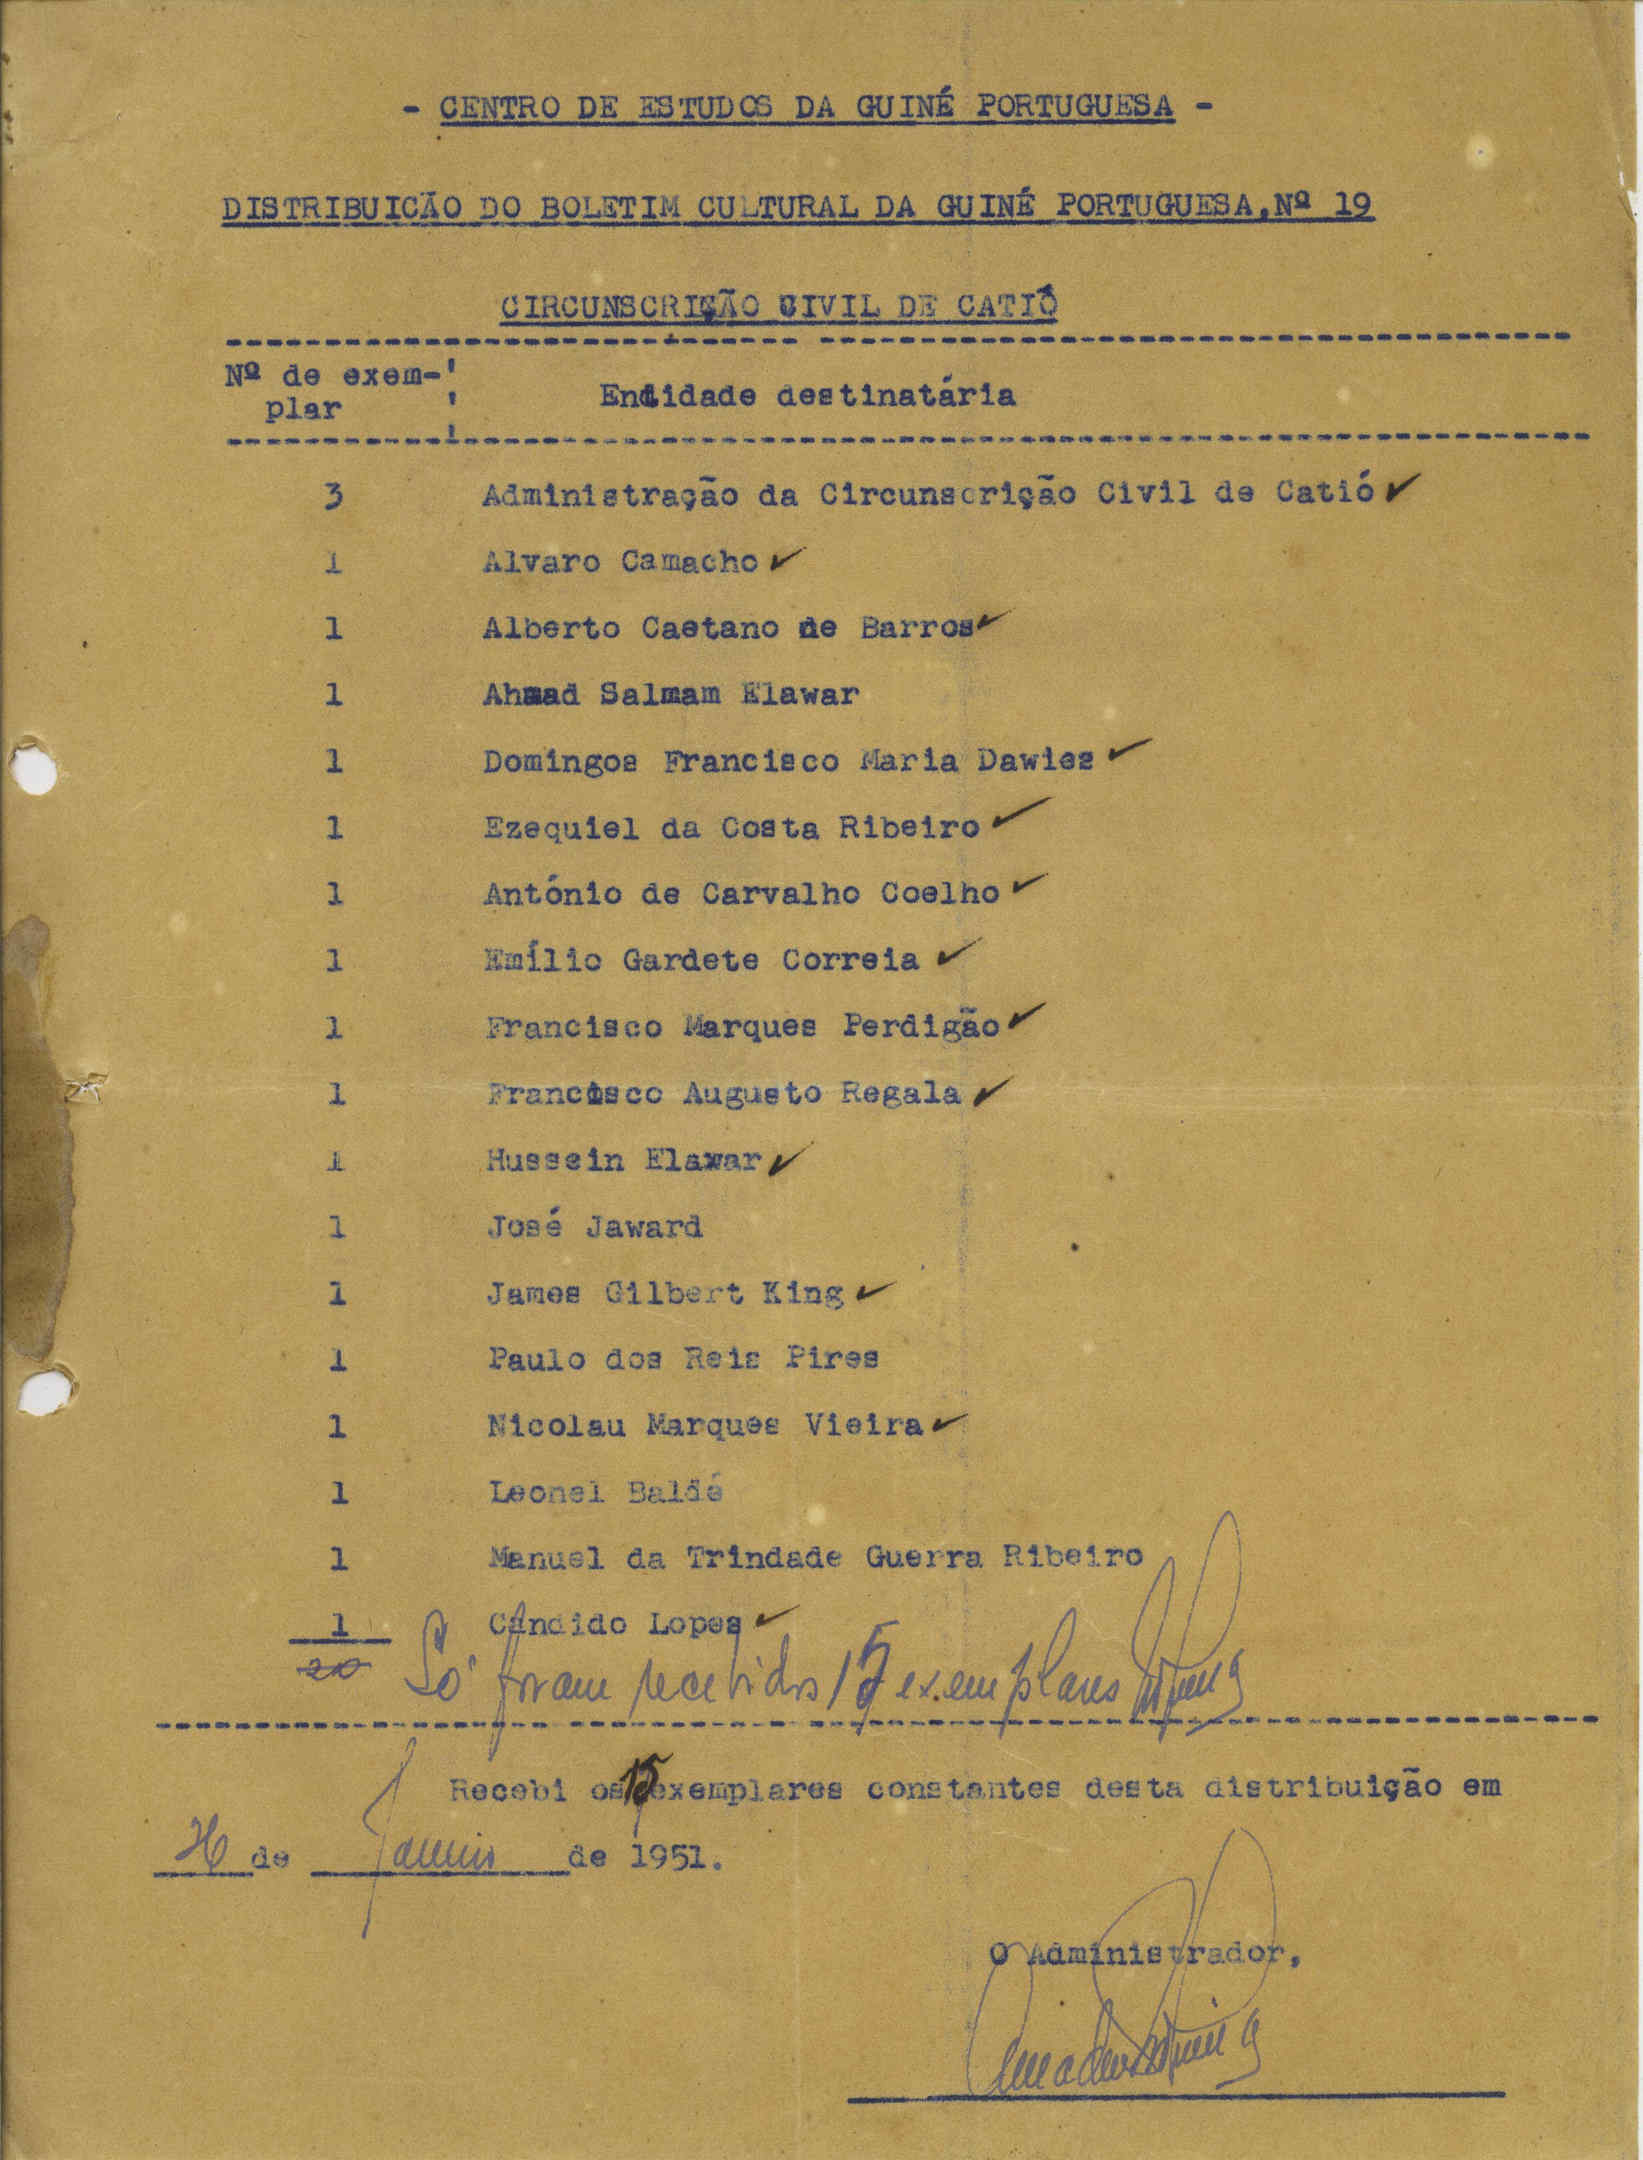 - CENTRO DE ESTUDOS DA GUINÉ PORTUGUESA -
DISTRIBUICÃO DO BOLETIM CULTURAL DA GUINÉ PORTUGUESA, Nº 19
CIRCUNSCRIÇÃO CIVIL DE CATIÓ
Nº de exem-
plar
Entidade destinatária
3 Administração da Circunscrição Civil de Catió
1 Alvaro Camacho
1 Alberto Caetano de Barros
1 Ahmad Salmam Elawar
1 Domingos Francisco Maria Dawies
1 Ezequiel da Costa Ribeiro
1 António de Carvalho Coelho
1 Emílio Gardete Correia
1 Francisco Marques Perdigão
1 Francisco Augusto Regala
1 Hussein Elawar
1 José Jaward
1 James Gilbert King
1 Paulo dos Reis Pires
1 Nicolau Marques Vieira
1 Leonel Baldé
1 Manuel da Trindade Guerra Ribeiro
1 Cândido Lopes
20 Só foram recebidos 15 exemplares
Recebi os 15 exemplares constantes desta distribuição em
de Janeiro de 1951.
O Administrador,